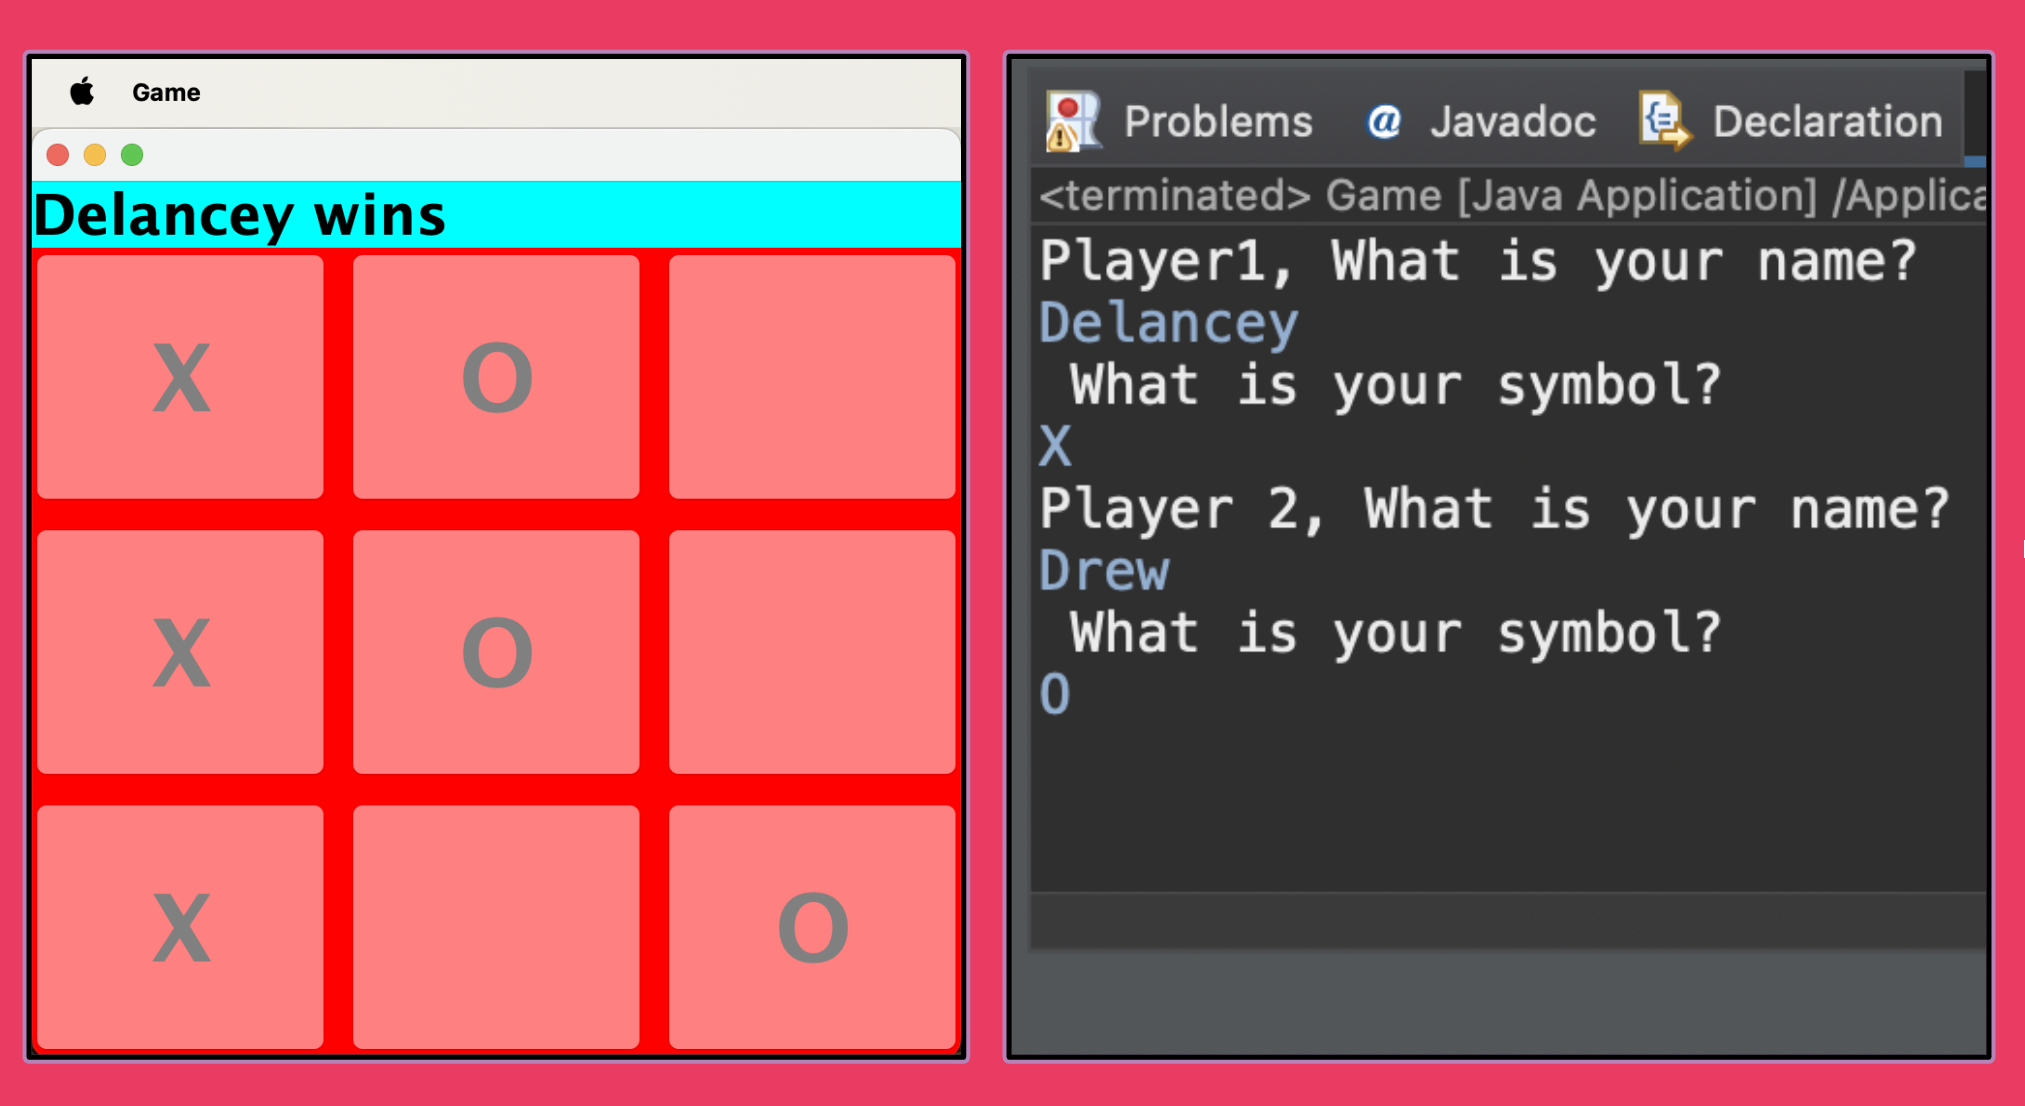 Game
Delancey wins
X O
X O
X O
Problems @ Javadoc Declaration
<terminated> Game [Java Application] /Applica
Player1, What is your name?
Delancey
What is your symbol?
X
Player 2, What is your name?
Drew
What is your symbol?
O